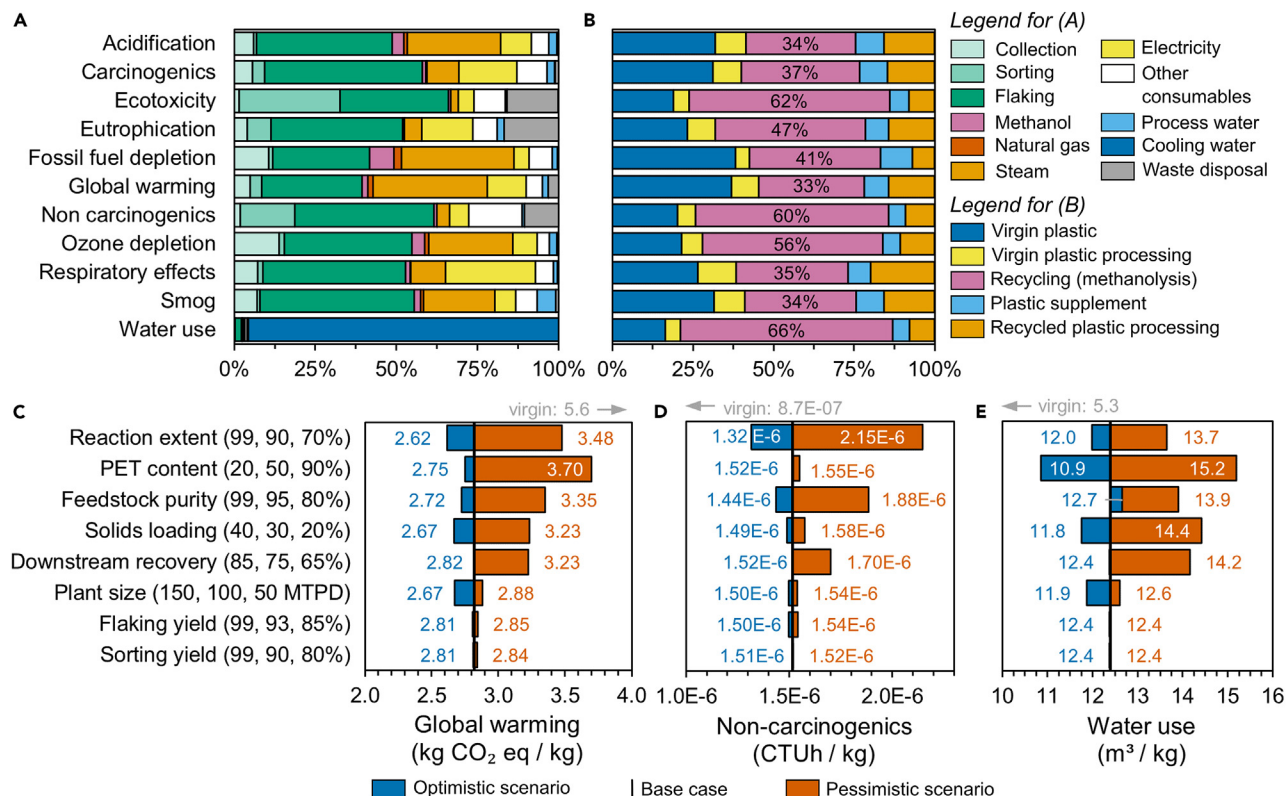 A
B
Acidification
Carcinogenics
Ecotoxicity
Eutrophication
Fossil fuel depletion
Global warming
Non carcinogenics
Ozone depletion
Respiratory effects
Smog
Water use
0%
25%
50%
75%
100%
34%
37%
62%
47%
41%
33%
60%
56%
35%
34%
66%
0%
25%
50%
75%
100%
Legend for (A)
Collection
Sorting
Flaking
Methanol
Natural gas
Steam
Electricity
Other
consumables
Process water
Cooling water
Waste disposal
Legend for (B)
Virgin plastic
Virgin plastic processing
Recycling (methanolysis)
Plastic supplement
Recycled plastic processing
C
virgin: 5.6
Reaction extent (99, 90, 70%)
PET content (20, 50, 90%)
Feedstock purity (99, 95, 80%)
Solids loading (40, 30, 20%)
Downstream recovery (85, 75, 65%)
Plant size (150, 100, 50 MTPD)
Flaking yield (99, 93, 85%)
Sorting yield (99, 90, 80%)
2.62 3.48
2.75 3.70
2.72 3.35
2.67 3.23
2.82 3.23
2.67 2.88
2.81 2.85
2.81 2.84
2.0 2.5 3.0 3.5 4.0
Global warming
(kg CO₂ eq / kg)
D
virgin: 8.7E-07
1.32E-6 2.15E-6
1.52E-6 1.55E-6
1.44E-6 1.88E-6
1.49E-6 1.58E-6
1.52E-6 1.70E-6
1.50E-6 1.54E-6
1.50E-6 1.54E-6
1.51E-6 1.52E-6
1.0E-6 1.5E-6 2.0E-6
Non-carcinogenics
(CTUh / kg)
E
virgin: 5.3
12.0 13.7
10.9 15.2
12.7 13.9
11.8 14.4
12.4 14.2
11.9 12.6
12.4 12.4
12.4 12.4
10 11 12 13 14 15 16
Water use
(m³ / kg)
Optimistic scenario
Base case
Pessimistic scenario